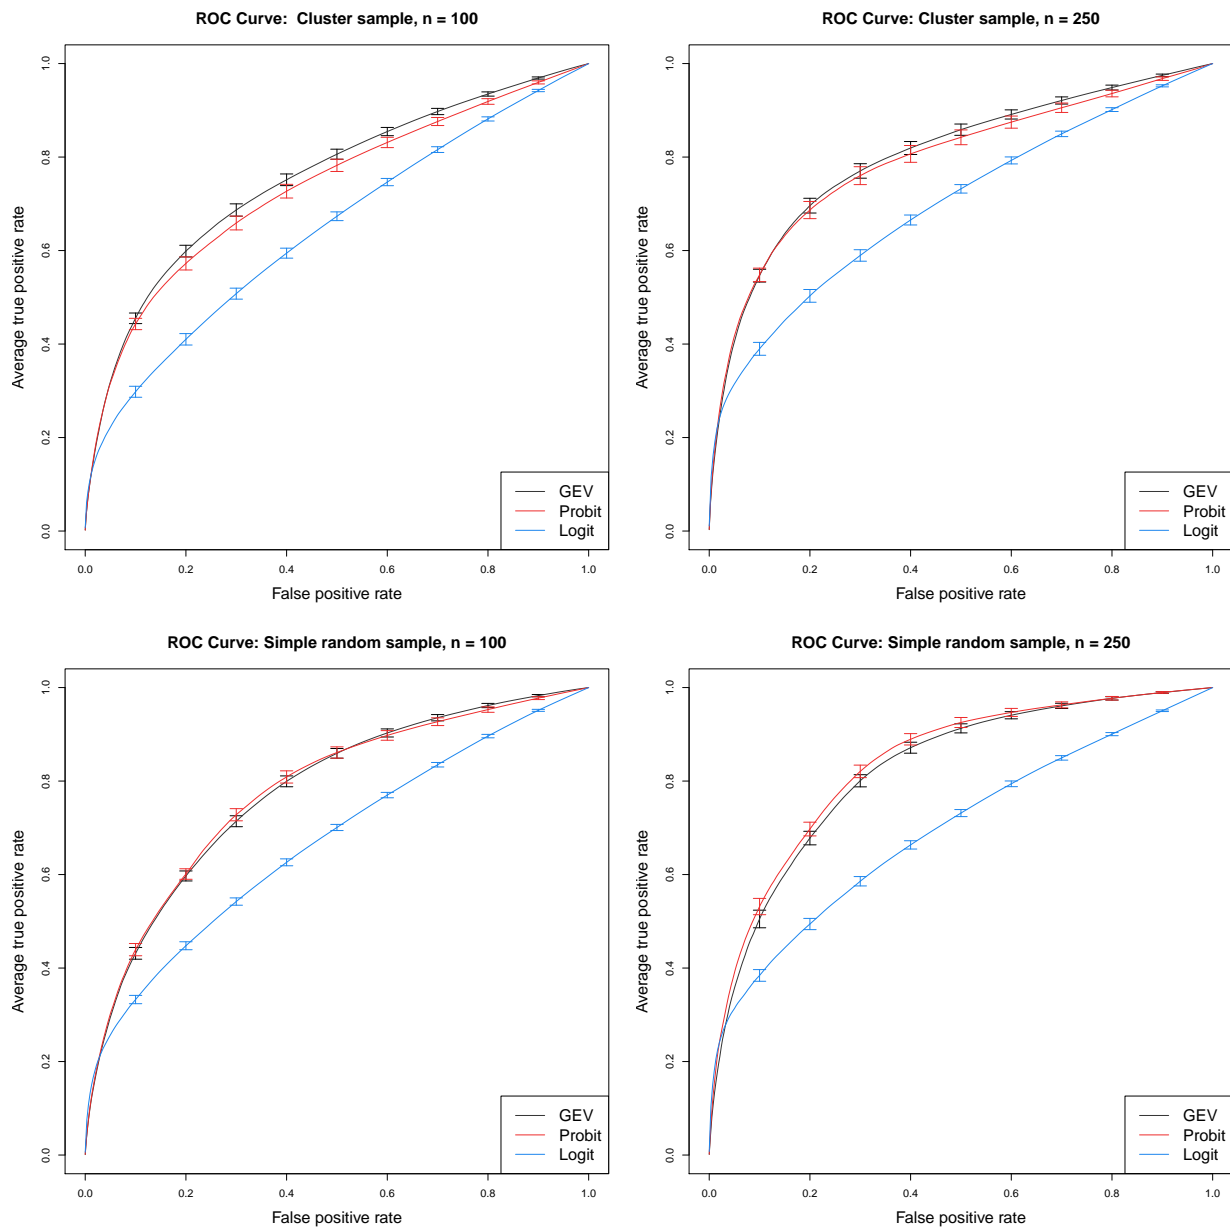 ROC Curve:  Cluster sample, n = 100
Average true positive rate
1.0
0.8
0.6
0.4
0.2
0.0
GEV
Probit
Logit
0.0 0.2 0.4 0.6 0.8 1.0
False positive rate
ROC Curve: Cluster sample, n = 250
Average true positive rate
1.0
0.8
0.6
0.4
0.2
0.0
GEV
Probit
Logit
0.0 0.2 0.4 0.6 0.8 1.0
False positive rate
ROC Curve: Simple random sample, n = 100
Average true positive rate
1.0
0.8
0.6
0.4
0.2
0.0
GEV
Probit
Logit
0.0 0.2 0.4 0.6 0.8 1.0
False positive rate
ROC Curve: Simple random sample, n = 250
Average true positive rate
1.0
0.8
0.6
0.4
0.2
0.0
GEV
Probit
Logit
0.0 0.2 0.4 0.6 0.8 1.0
False positive rate